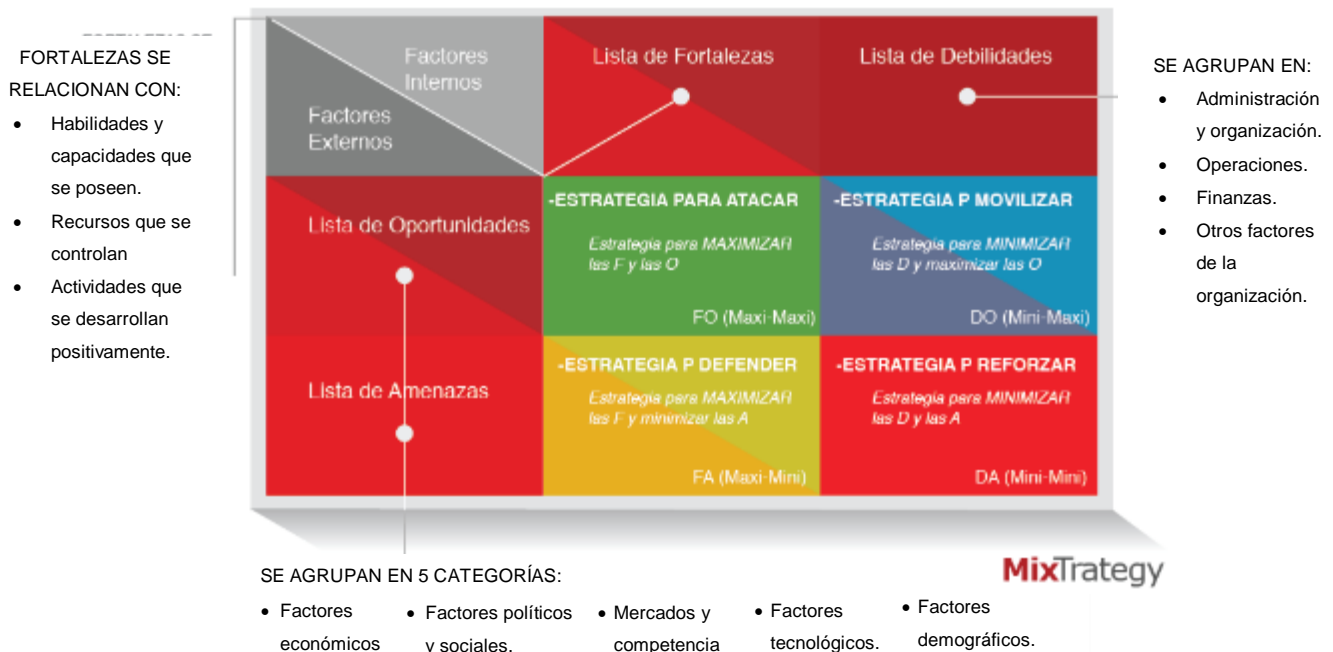 FORTALEZAS SE
RELACIONAN CON:
• Habilidades y
capacidades que
se poseen.
• Recursos que se
controlan
• Actividades que
se desarrollan
positivamente.
Factores
Internos
Factores
Externos
Lista de Fortalezas
Lista de Debilidades
Lista de Oportunidades
-ESTRATEGIA PARA ATACAR
Estrategia para MAXIMIZAR
las F y las O
FO (Maxi-Maxi)
-ESTRATEGIA P MOVILIZAR
Estrategia para MINIMIZAR
las D y maximizar las O
DO (Mini-Maxi)
Lista de Amenazas
-ESTRATEGIA P DEFENDER
Estrategia para MAXIMIZAR
las F y minimizar las A
FA (Maxi-Mini)
-ESTRATEGIA P REFORZAR
Estrategia para MINIMIZAR
las D y las A
DA (Mini-Mini)
SE AGRUPAN EN:
• Administración
y organización.
• Operaciones.
• Finanzas.
• Otros factores
de la
organización.
MixTrategy
SE AGRUPAN EN 5 CATEGORÍAS:
• Factores
económicos
• Factores políticos
y sociales.
• Mercados y
competencia
• Factores
tecnológicos.
• Factores
demográficos.